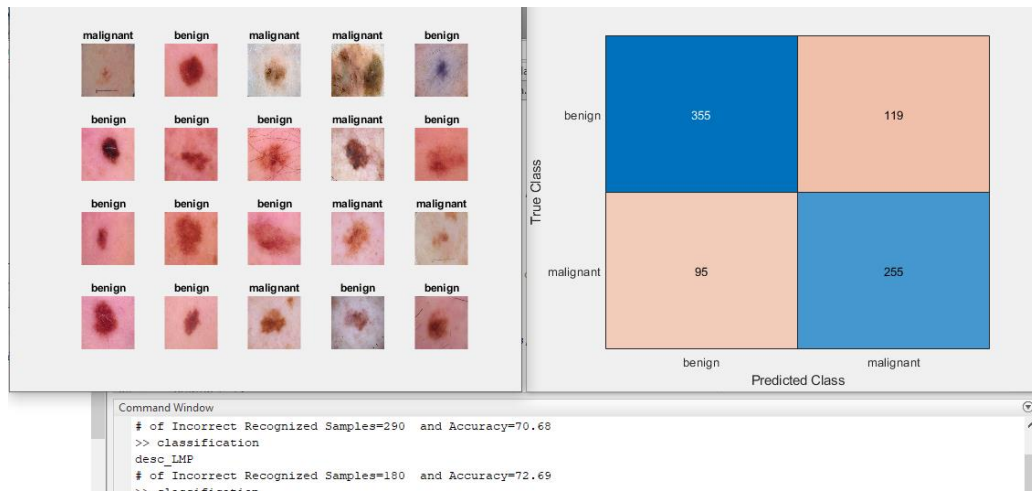 malignant benign malignant malignant benign
benign benign benign malignant benign
benign benign benign malignant malignant
benign benign malignant benign benign
True Class
benign 355 119
malignant 95 255
benign malignant
Predicted Class
Command Window
# of Incorrect Recognized Samples=290 and Accuracy=70.68
>> classification
desc_LMP
# of Incorrect Recognized Samples=180 and Accuracy=72.69
>> classification